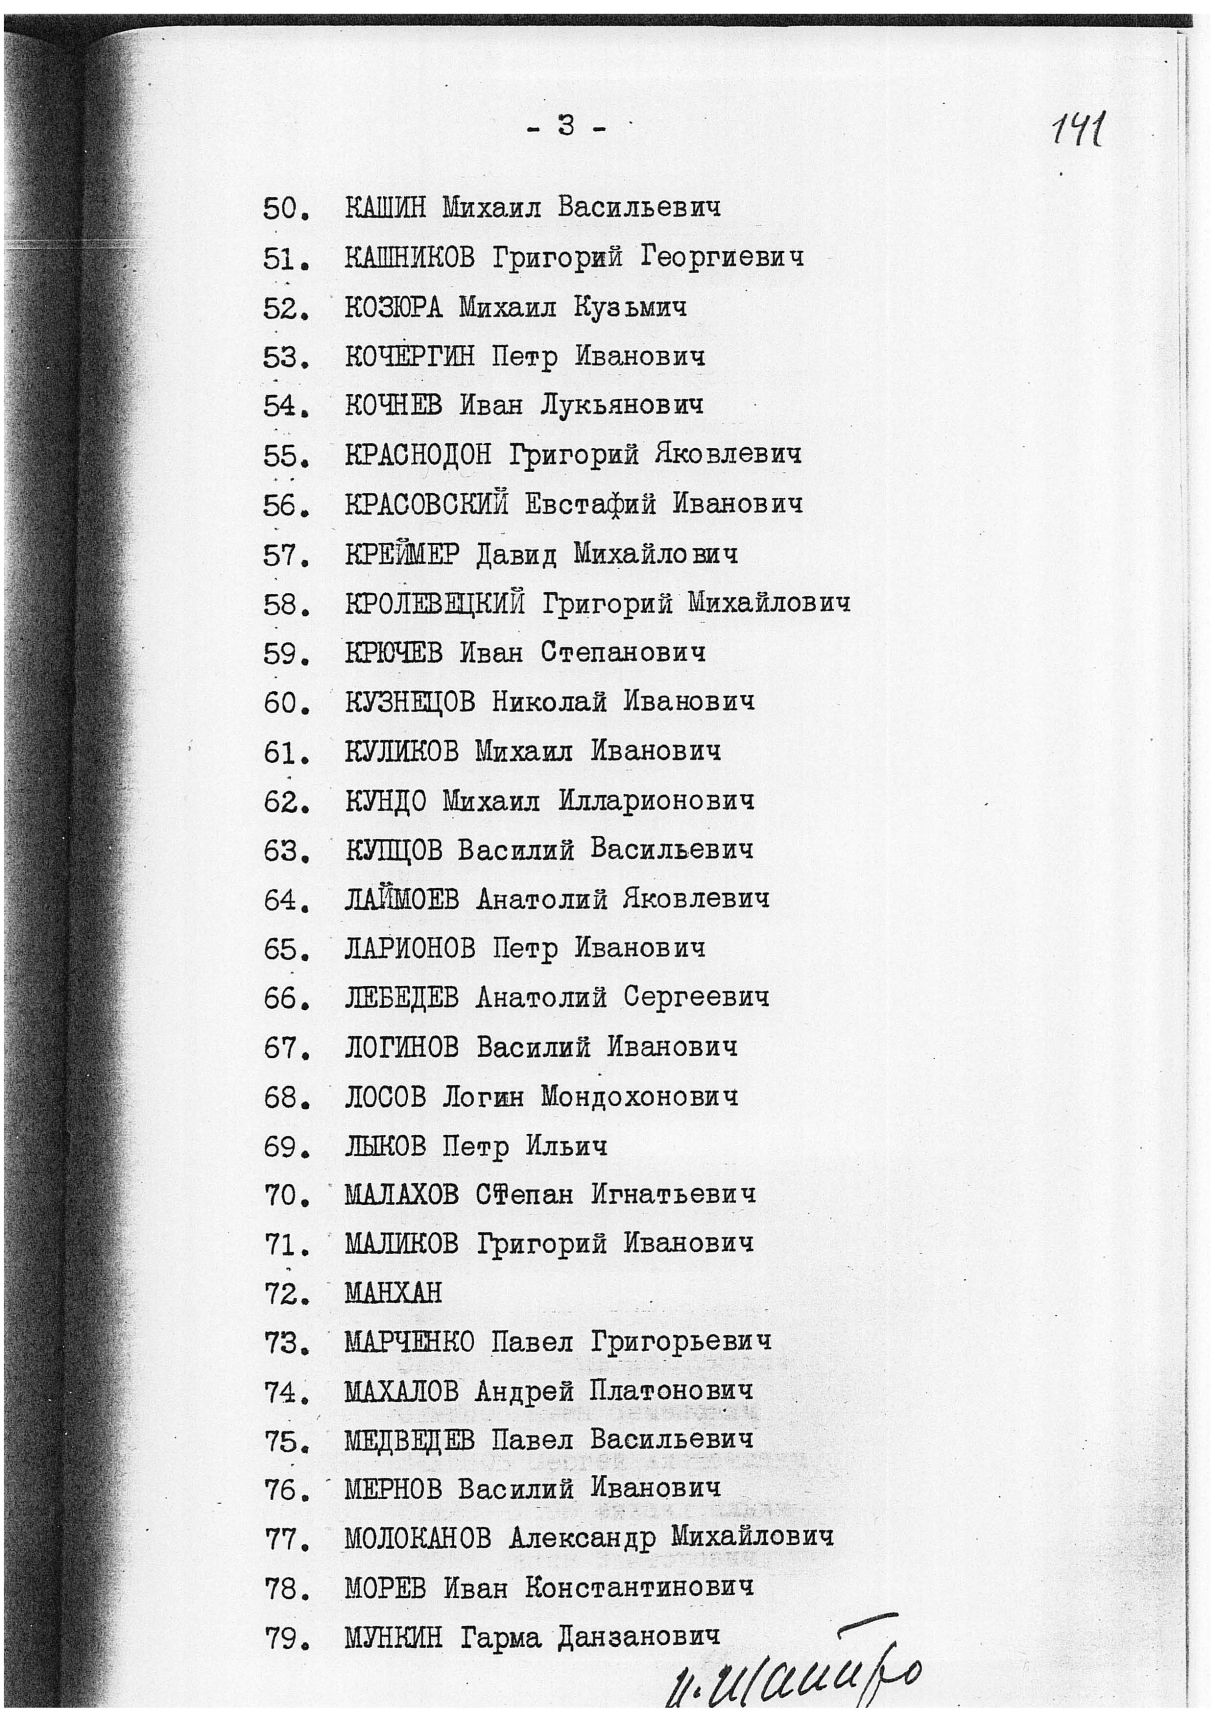 - 3 -
141
50. КАШИН Михаил Васильевич
51. КАШНИКОВ Григорий Георгиевич
52. КОЗЮРА Михаил Кузьмич
53. КОЧЕРГИН Петр Иванович
54. КОЧНЕВ Иван Лукьянович
55. КРАСНОДОН Григорий Яковлевич
56. КРАСОВСКИЙ Евстафий Иванович
57. КРЕЙМЕР Давид Михайлович
58. КРОЛЕВЕЦКИЙ Григорий Михайлович
59. КРЮЧЕВ Иван Степанович
60. КУЗНЕЦОВ Николай Иванович
61. КУЛИКОВ Михаил Иванович
62. КУНДО Михаил Илларионович
63. КУПЦОВ Василий Васильевич
64. ЛАЙМОЕВ Анатолий Яковлевич
65. ЛАРИОНОВ Петр Иванович
66. ЛЕБЕДЕВ Анатолий Сергеевич
67. ЛОГИНОВ Василий Иванович
68. ЛОСОВ Логин Мондохонович
69. ЛЫКОВ Петр Ильич
70. МАЛАХОВ Степан Игнатьевич
71. МАЛИКОВ Григорий Иванович
72. МАНХАН
73. МАРЧЕНКО Павел Григорьевич
74. МАХАЛОВ Андрей Платонович
75. МЕДВЕДЕВ Павел Васильевич
76. МЕРНОВ Василий Иванович
77. МОЛОКАНОВ Александр Михайлович
78. МОРЕВ Иван Константинович
79. МУНКИН Гарма Данзанович
И. Шапиро